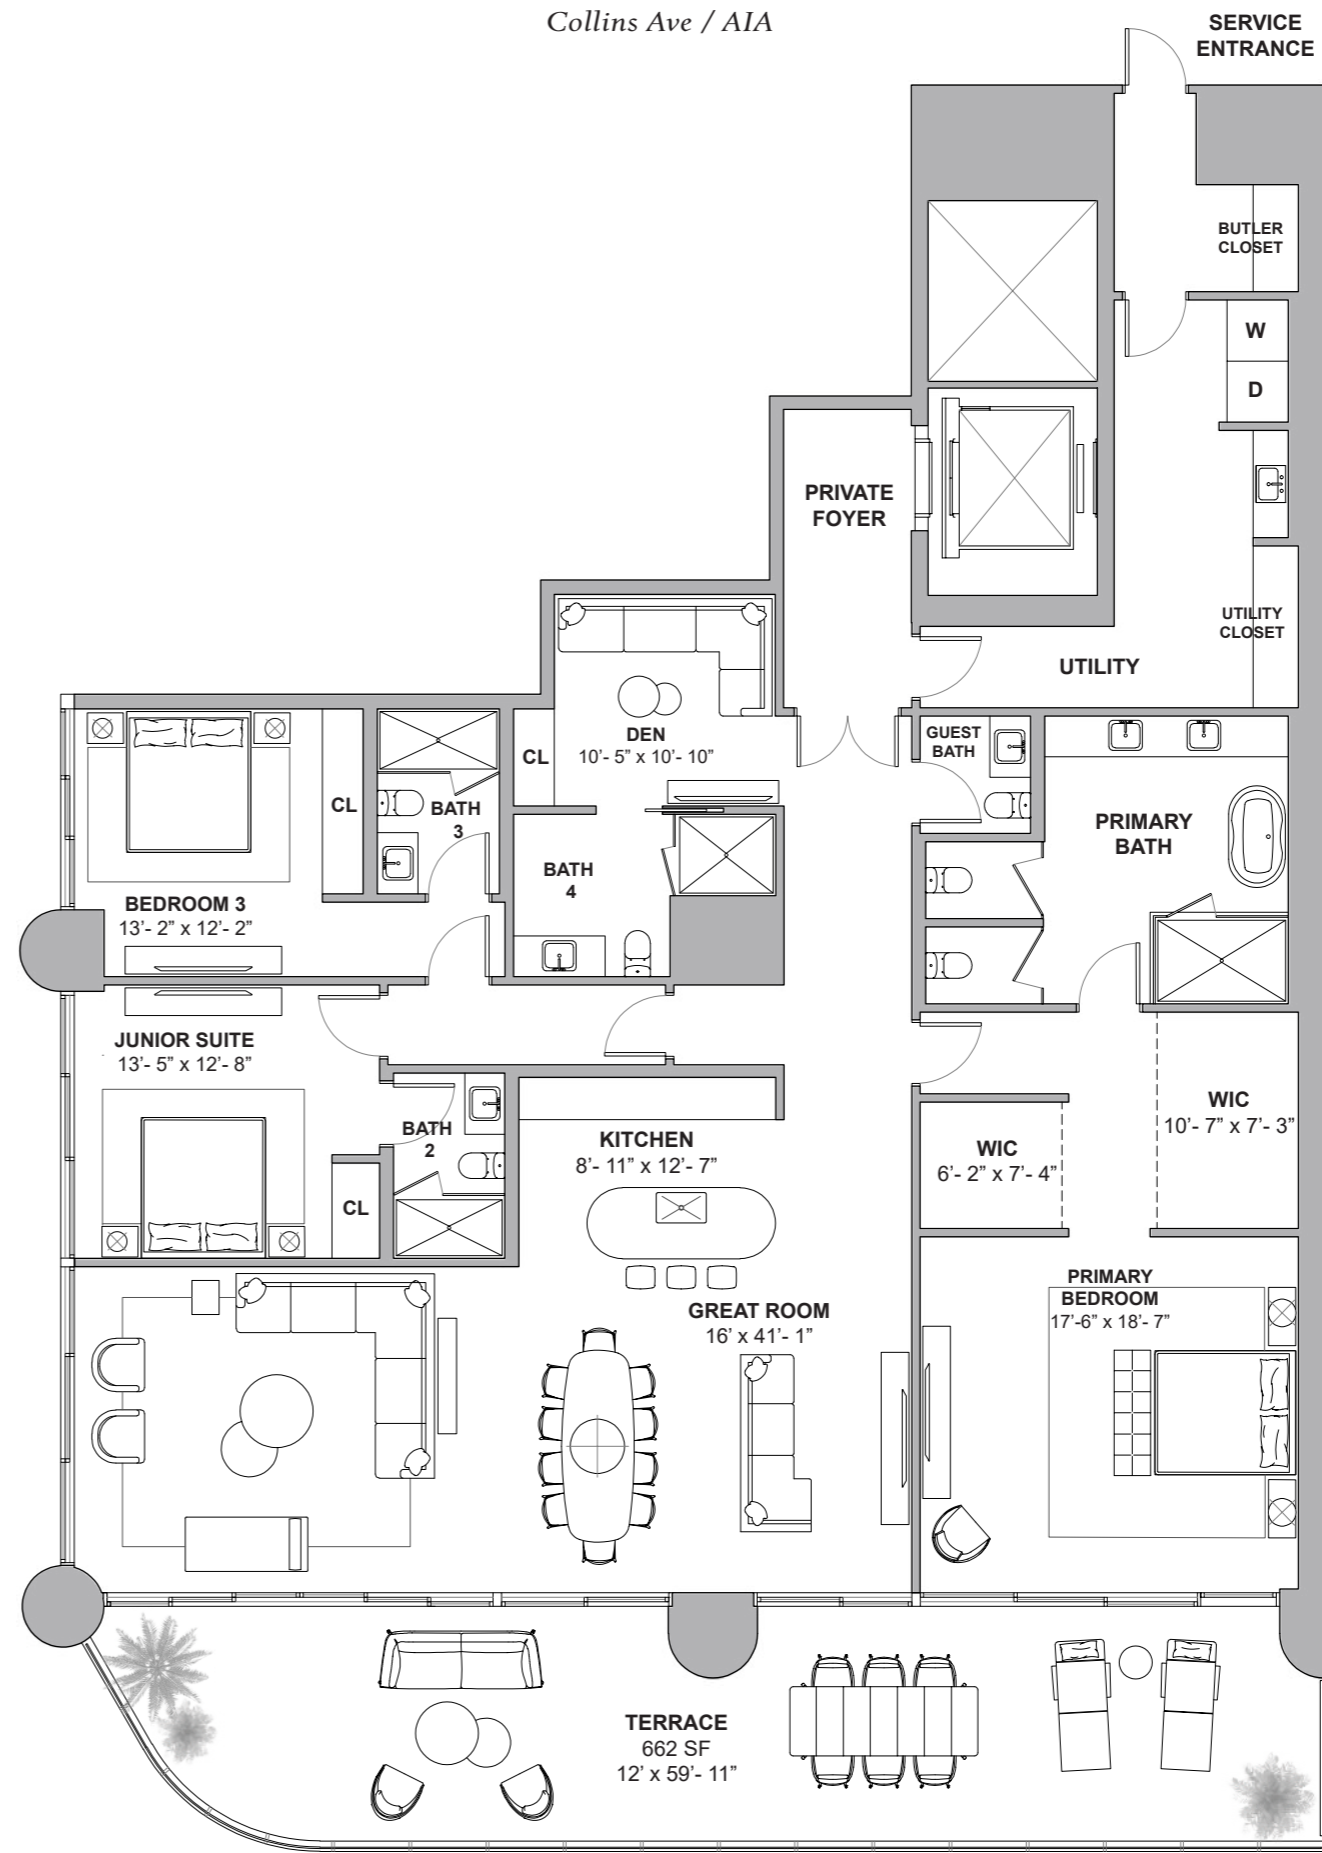 Collins Ave / AIA
SERVICE
ENTRANCE
BUTLER
CLOSET
W
D
PRIVATE
FOYER
UTILITY
CLOSET
UTILITY
DEN
10’- 5” x 10’- 10”
CL
GUEST
BATH
CL
BATH
3
PRIMARY
BATH
BATH
4
BEDROOM 3
13’- 2” x 12’- 2”
JUNIOR SUITE
13’- 5” x 12’- 8”
BATH
2
KITCHEN
8’- 11” x 12’- 7”
WIC
10’- 7” x 7’- 3”
WIC
6’- 2” x 7’- 4”
CL
GREAT ROOM
16’ x 41’- 1”
PRIMARY
BEDROOM
17’-6” x 18’- 7”
TERRACE
662 SF
12’ x 59’- 11”